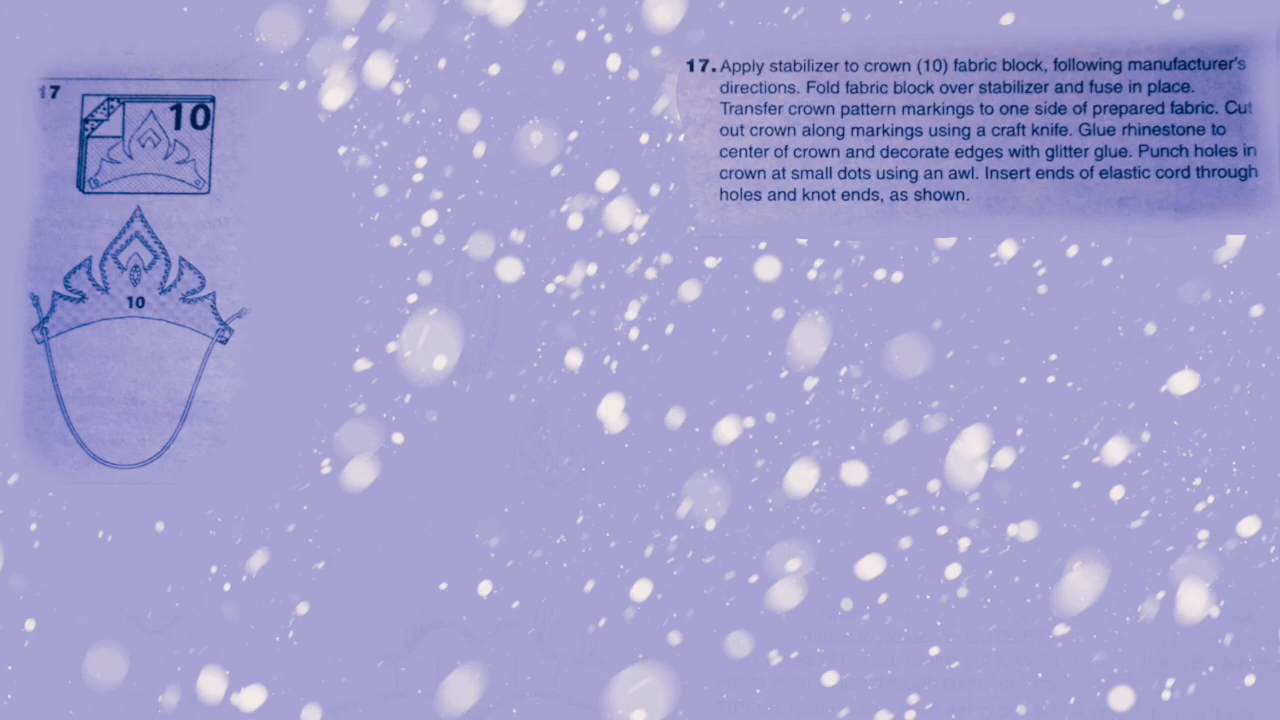 17
10
10
17. Apply stabilizer to crown (10) fabric block, following manufacturer's
directions. Fold fabric block over stabilizer and fuse in place.
Transfer crown pattern markings to one side of prepared fabric. Cut
out crown along markings using a craft knife. Glue rhinestone to
center of crown and decorate edges with glitter glue. Punch holes in
crown at small dots using an awl. Insert ends of elastic cord through
holes and knot ends, as shown.